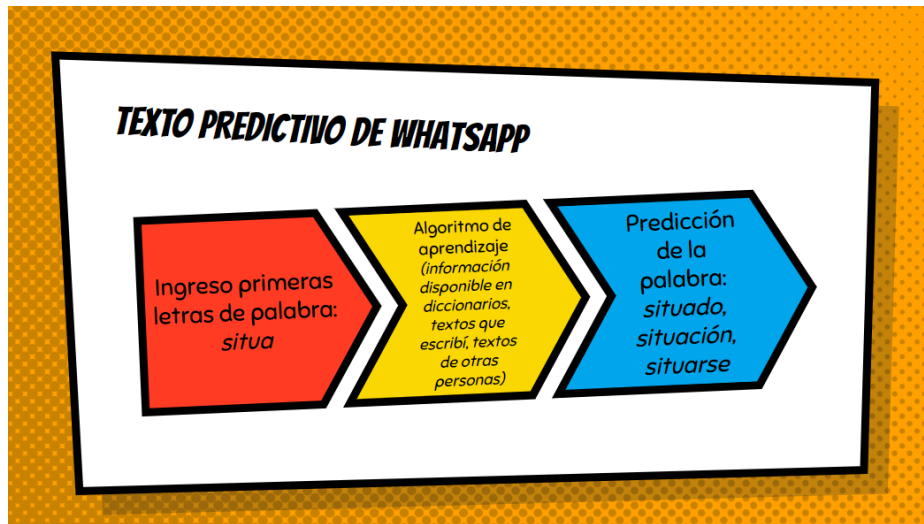 TEXTO PREDICTIVO DE WHATSAPP
Ingreso primeras
letras de palabra:
situa
Algoritmo de
aprendizaje
(información
disponible en
diccionarios,
textos que
escribí, textos
de otras
personas)
Predicción
de la
palabra:
situado,
situación,
situarse